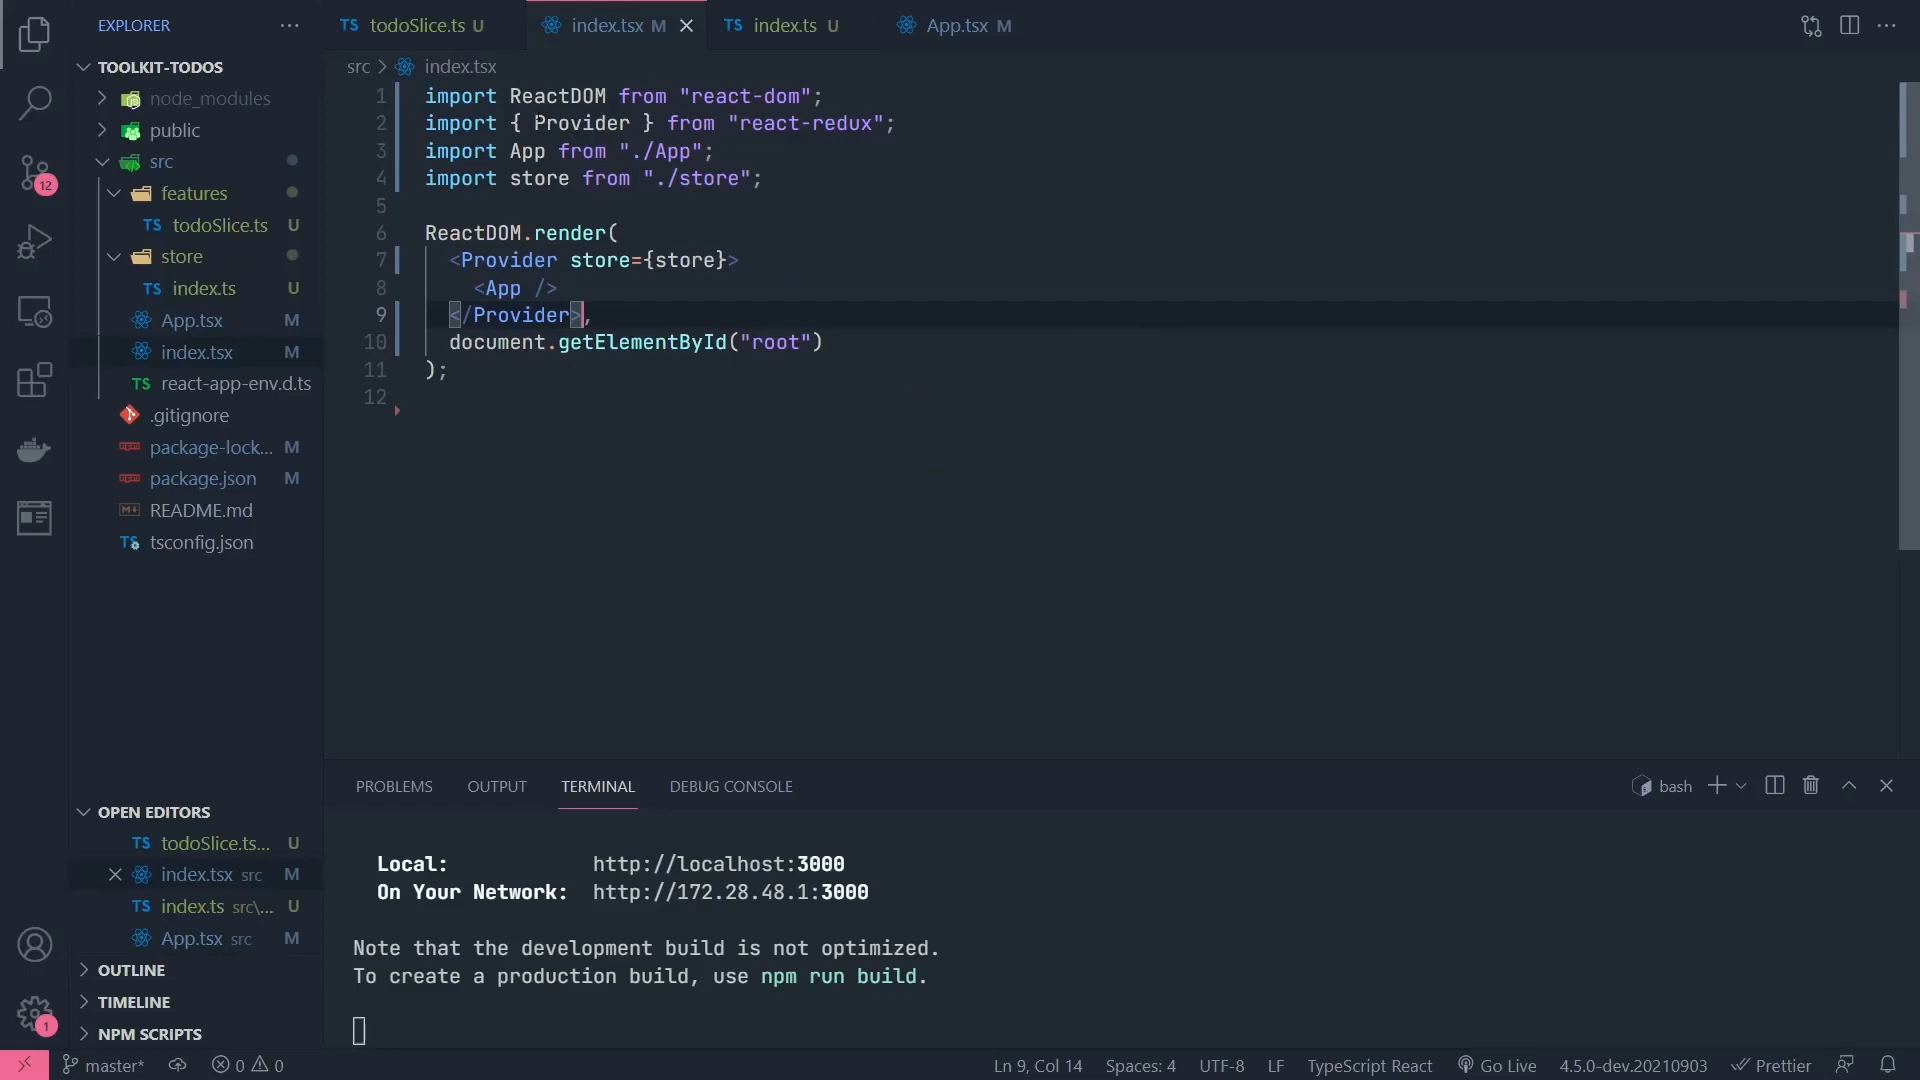 EXPLORER
TOOLKIT-TODOS
node_modules
public
src
features
TS todoSlice.ts U
store
TS index.ts U
App.tsx M
index.tsx M
TS react-app-env.d.ts
.gitignore
package-lock... M
package.json M
README.md
TS tsconfig.json
12
OPEN EDITORS
TS todoSlice.ts... U
index.tsx src M
TS index.ts src\... U
App.tsx src M
OUTLINE
TIMELINE
NPM SCRIPTS
1
TS todoSlice.ts U
index.tsx M
TS index.ts U
App.tsx M
src > index.tsx
1 import ReactDOM from "react-dom";
2 import { Provider } from "react-redux";
3 import App from "./App";
4 import store from "./store";
5
6 ReactDOM.render(
7 <Provider store={store}>
8 <App />
9 </Provider>,
10 document.getElementById("root")
11 );
12
PROBLEMS OUTPUT TERMINAL DEBUG CONSOLE
bash
Local: http://localhost:3000
On Your Network: http://172.28.48.1:3000
Note that the development build is not optimized.
To create a production build, use npm run build.
master* 0 0 Ln 9, Col 14 Spaces: 4 UTF-8 LF TypeScript React Go Live 4.5.0-dev.20210903 Prettier